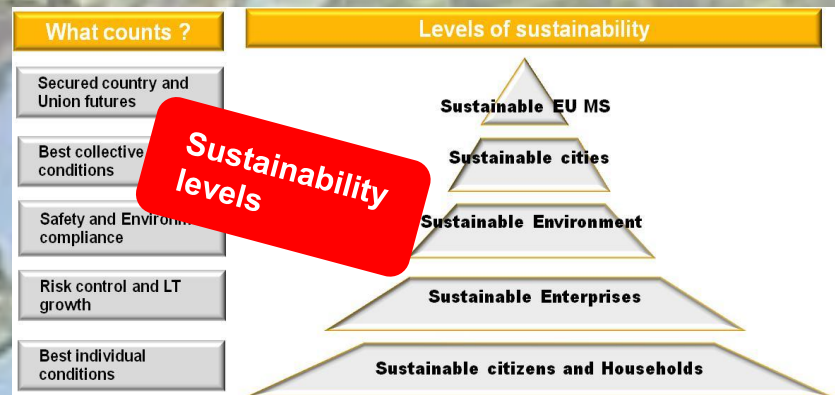 What counts ?
Levels of sustainability
Secured country and
Union futures
Best collective
conditions
Safety and
compliance
Risk control and LT
growth
Best individual
conditions
Sustainability
levels
Sustainable EU MS
Sustainable cities
Sustainable Environment
Sustainable Enterprises
Sustainable citizens and Households